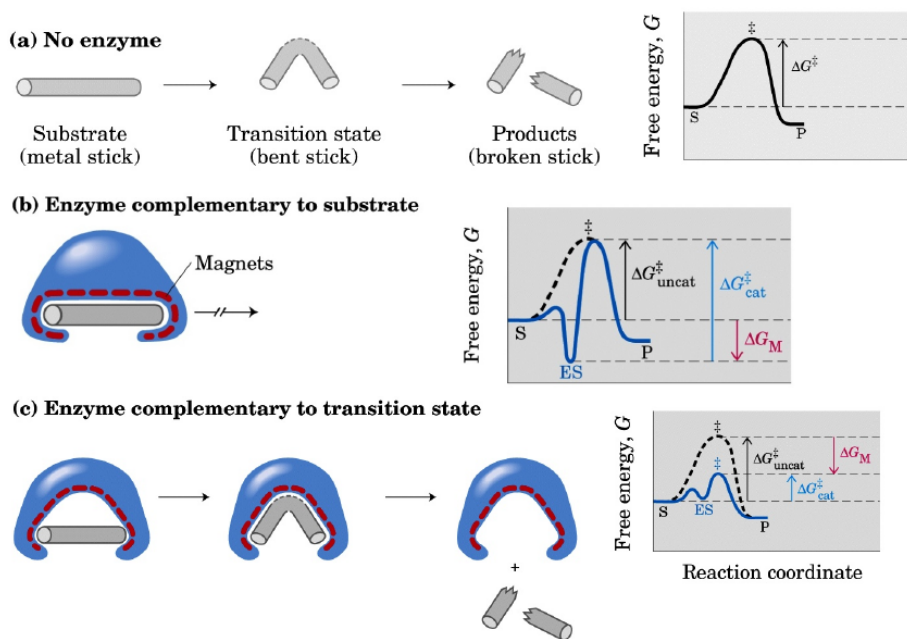 (a) No enzyme
Substrate
(metal stick)
Transition state
(bent stick)
Products
(broken stick)
Free energy, G
‡
ΔG‡
S
P
(b) Enzyme complementary to substrate
Magnets
Free energy, G
‡
ΔG‡uncat
ΔG‡cat
ΔGM
S
ES
P
(c) Enzyme complementary to transition state
+
Free energy, G
‡
‡
ΔG‡uncat
ΔGM
ΔG‡cat
S
ES
P
Reaction coordinate